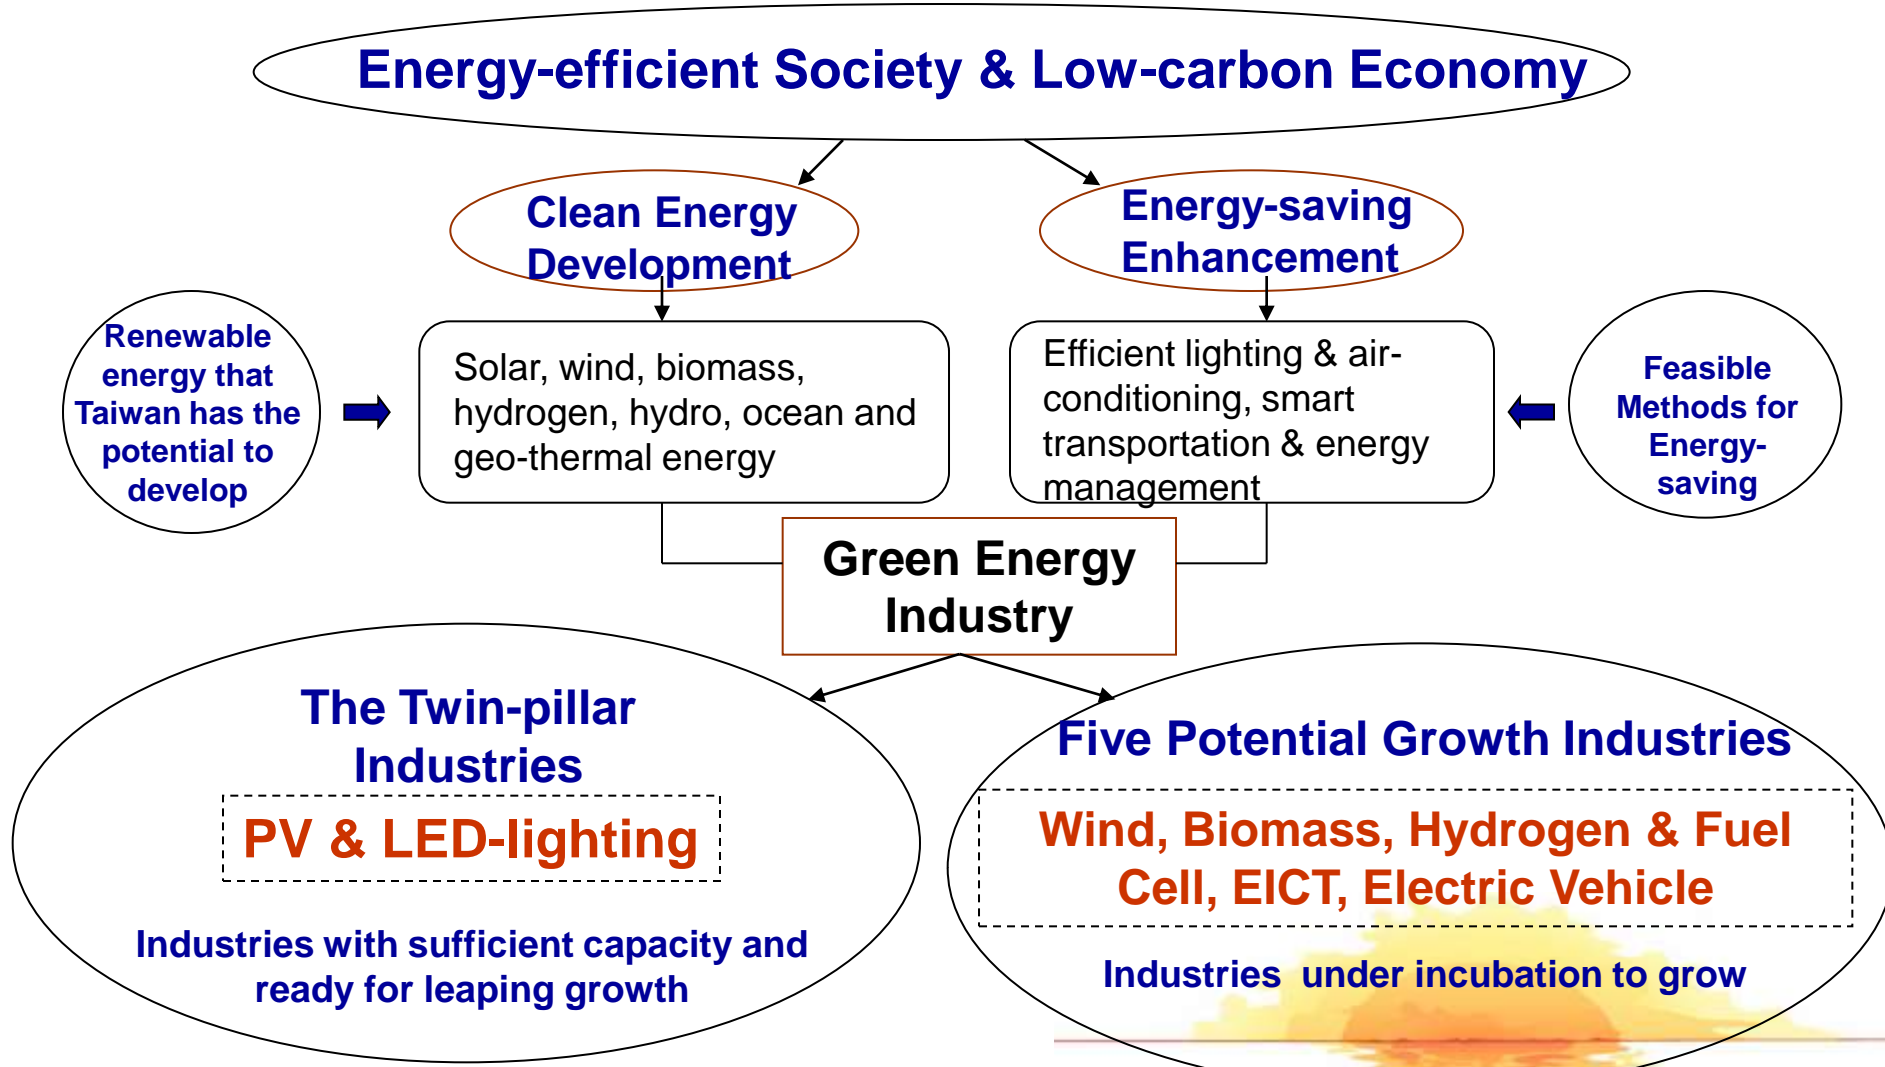 Energy-efficient Society & Low-carbon Economy
Clean Energy
Development
Energy-saving
Enhancement
Renewable
energy that
Taiwan has the
potential to
develop
Solar, wind, biomass,
hydrogen, hydro, ocean and
geo-thermal energy
Efficient lighting & air-
conditioning, smart
transportation & energy
management
Feasible
Methods for
Energy-
saving
Green Energy
Industry
The Twin-pillar
Industries
PV & LED-lighting
Industries with sufficient capacity and
ready for leaping growth
Five Potential Growth Industries
Wind, Biomass, Hydrogen & Fuel
Cell, EICT, Electric Vehicle
Industries  under incubation to grow